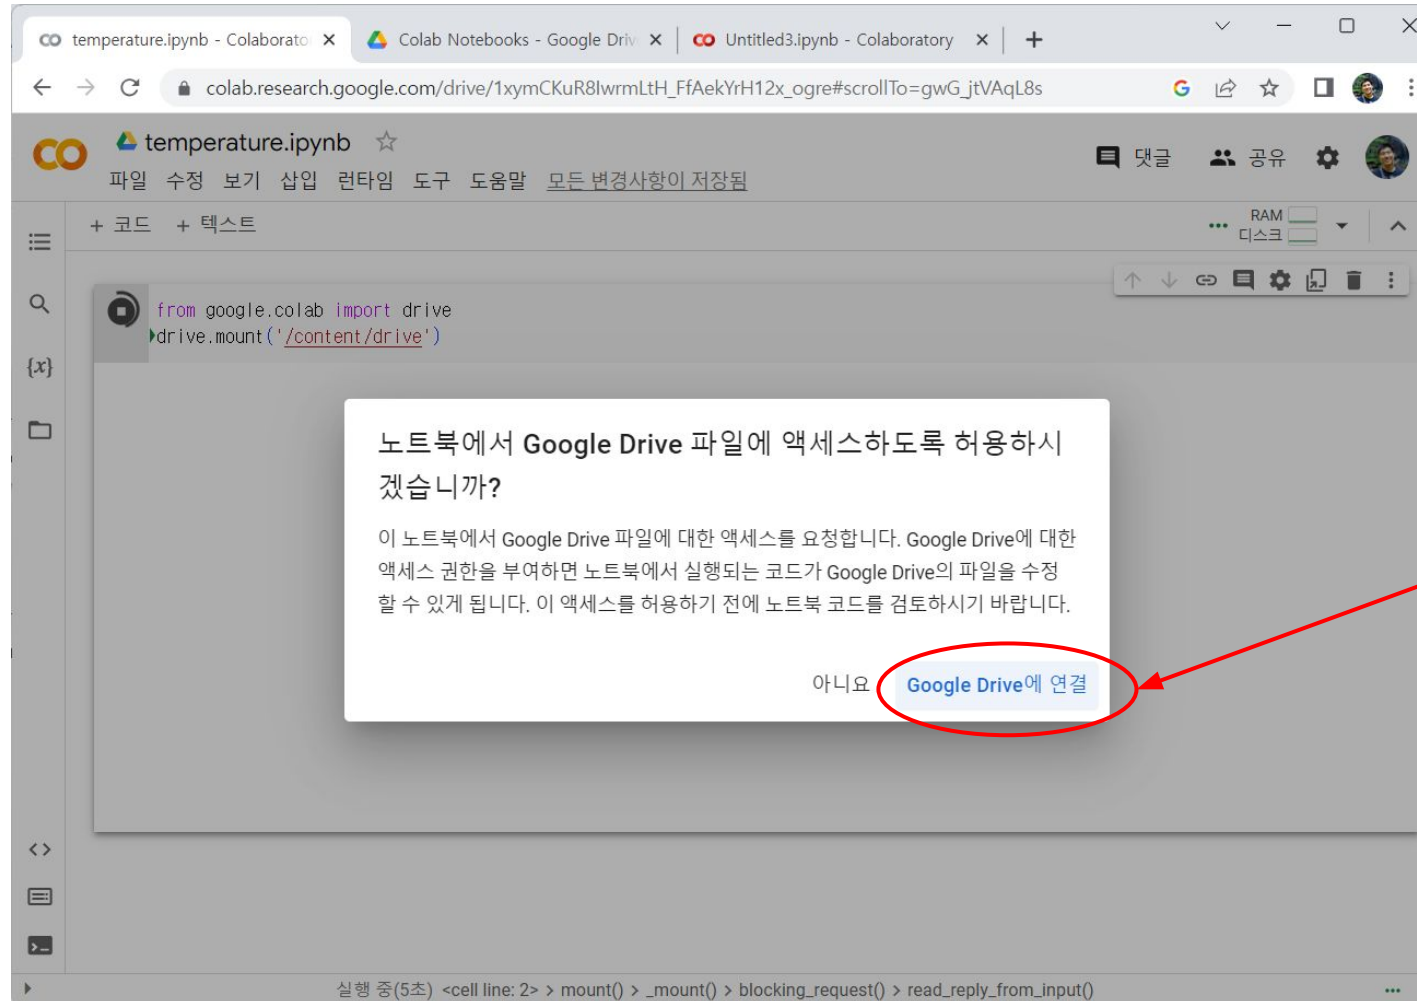 temperature.ipynb - Colaborato
Colab Notebooks - Google Driv
Untitled3.ipynb - Colaboratory
colab.research.google.com/drive/1xymCKuR8IwrmLtH_FfAekYrH12x_ogre#scrollTo=gwG_jtVAqL8s
temperature.ipynb
댓글 공유
파일 수정 보기 삽입 런타임 도구 도움말 모든 변경사항이 저장됨
+ 코드 + 텍스트
RAM
디스크
from google.colab import drive
drive.mount('/content/drive')
{x}
노트북에서 Google Drive 파일에 액세스하도록 허용하시
겠습니까?
이 노트북에서 Google Drive 파일에 대한 액세스를 요청합니다. Google Drive에 대한
액세스 권한을 부여하면 노트북에서 실행되는 코드가 Google Drive의 파일을 수정
할 수 있게 됩니다. 이 액세스를 허용하기 전에 노트북 코드를 검토하시기 바랍니다.
아니요 Google Drive에 연결
실행 중(5초) <cell line: 2> > mount() > _mount() > blocking_request() > read_reply_from_input()